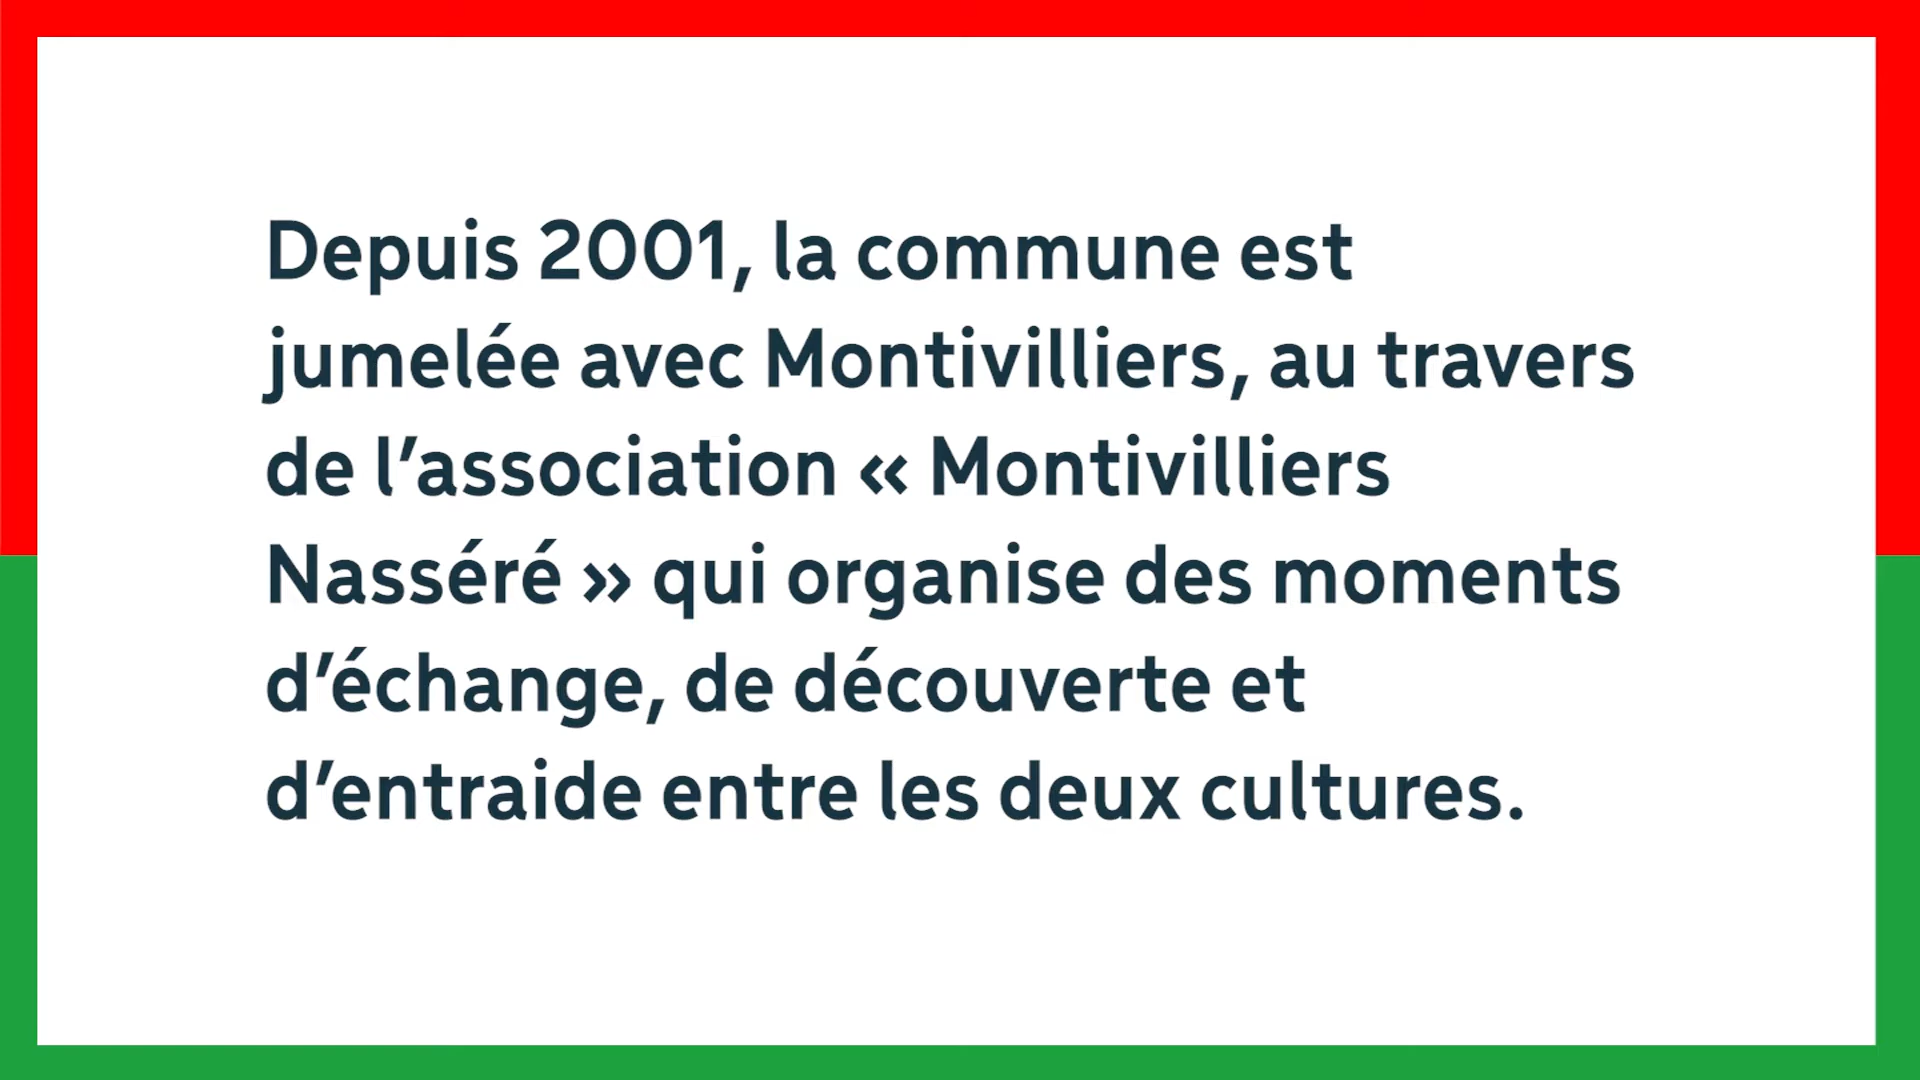 Depuis 2001, la commune est
jumelée avec Montivilliers, au travers
de l’association « Montivilliers
Nasséré » qui organise des moments
d’échange, de découverte et
d’entraide entre les deux cultures.